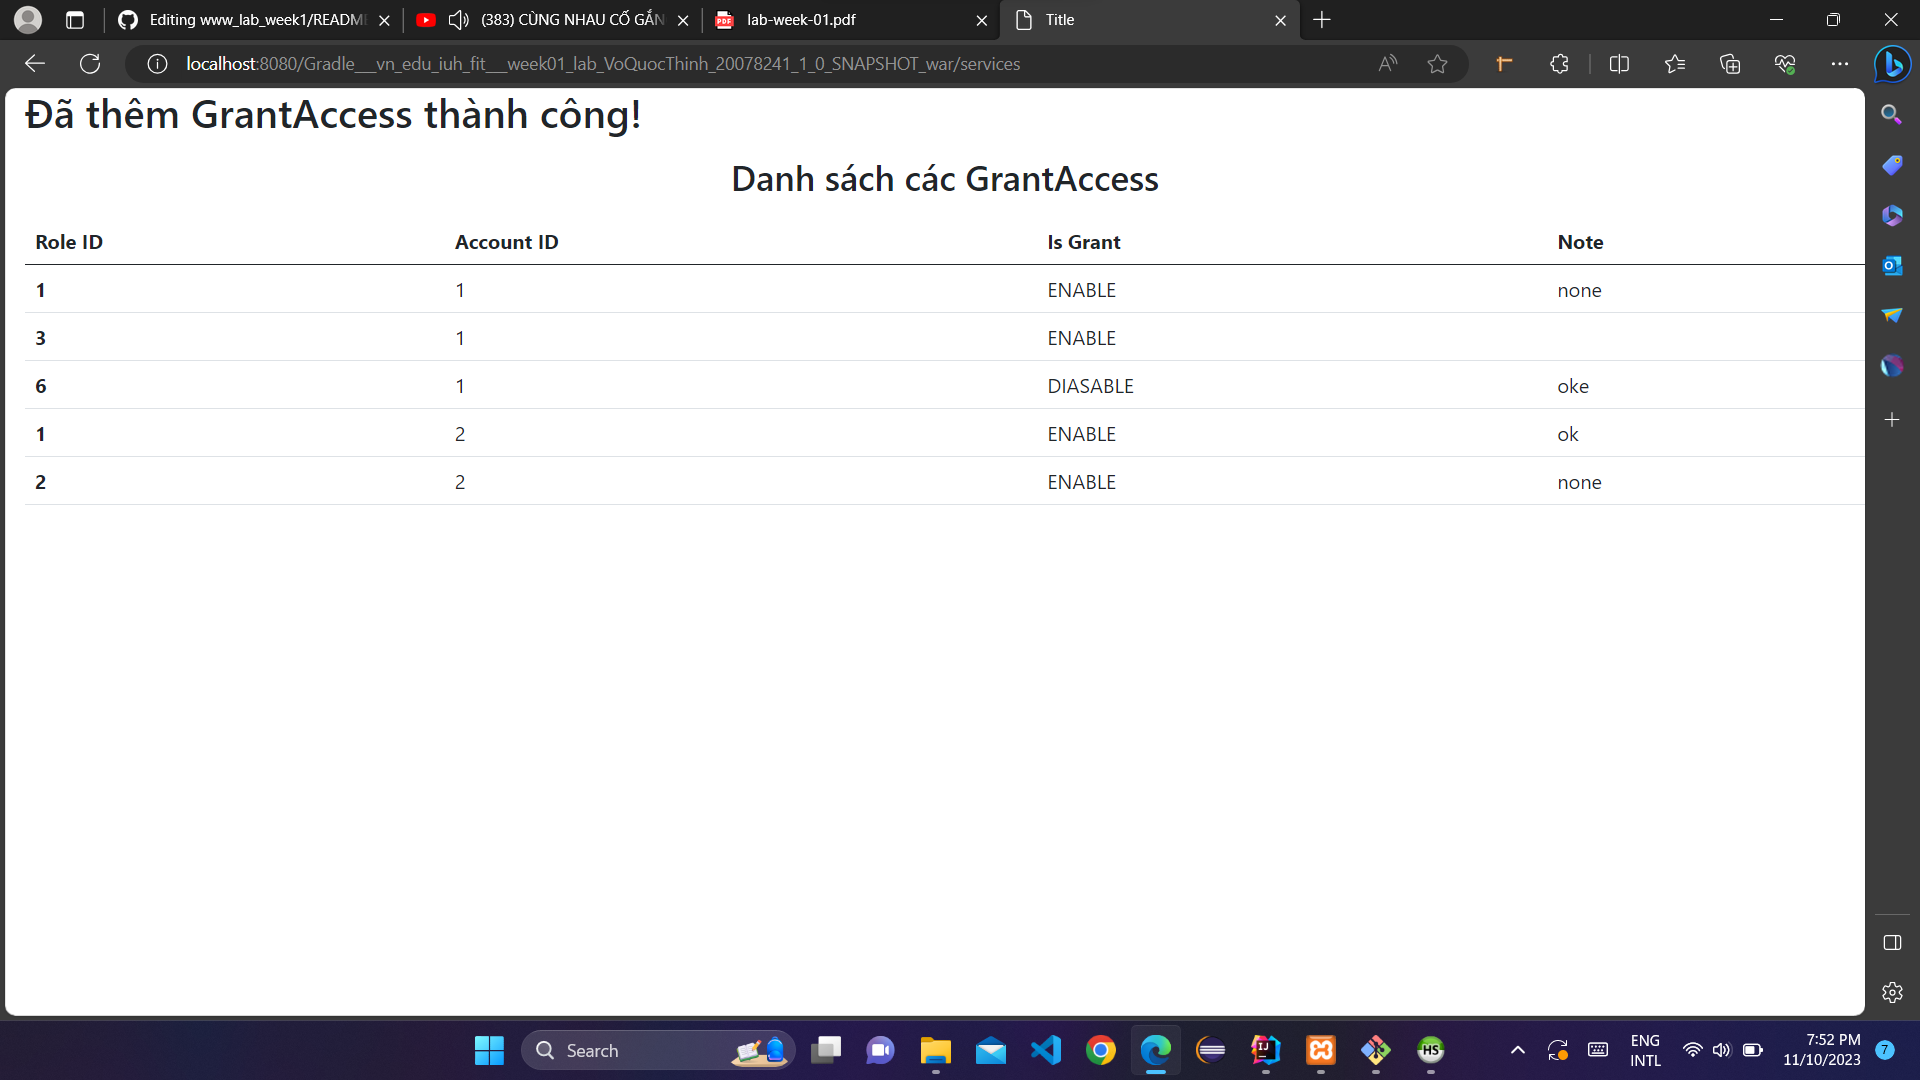 Editing www_lab_week1/README
(383) CÙNG NHAU CỐ GẮN
lab-week-01.pdf
Title
localhost:8080/Gradle___vn_edu_iuh_fit___week01_lab_VoQuocThinh_20078241_1_0_SNAPSHOT_war/services
Đã thêm GrantAccess thành công!
Danh sách các GrantAccess
Role ID Account ID Is Grant Note
1 1 ENABLE none
3 1 ENABLE
6 1 DIASABLE oke
1 2 ENABLE ok
2 2 ENABLE none
Search
ENG
INTL
7:52 PM
11/10/2023
7